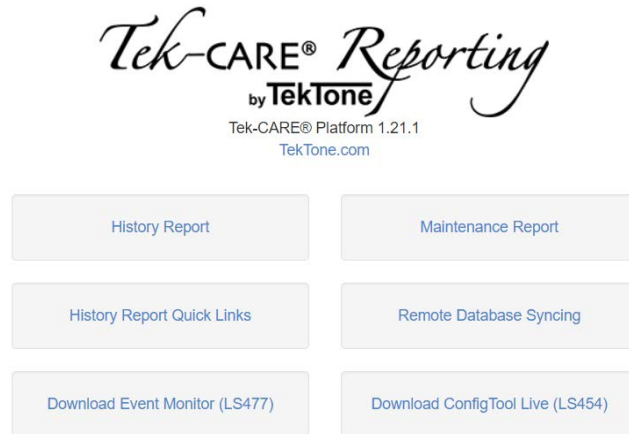 Tek-CARE® Reporting
by TekTone
Tek-CARE® Platform 1.21.1
TekTone.com
History Report
Maintenance Report
History Report Quick Links
Remote Database Syncing
Download Event Monitor (LS477)
Download ConfigTool Live (LS454)